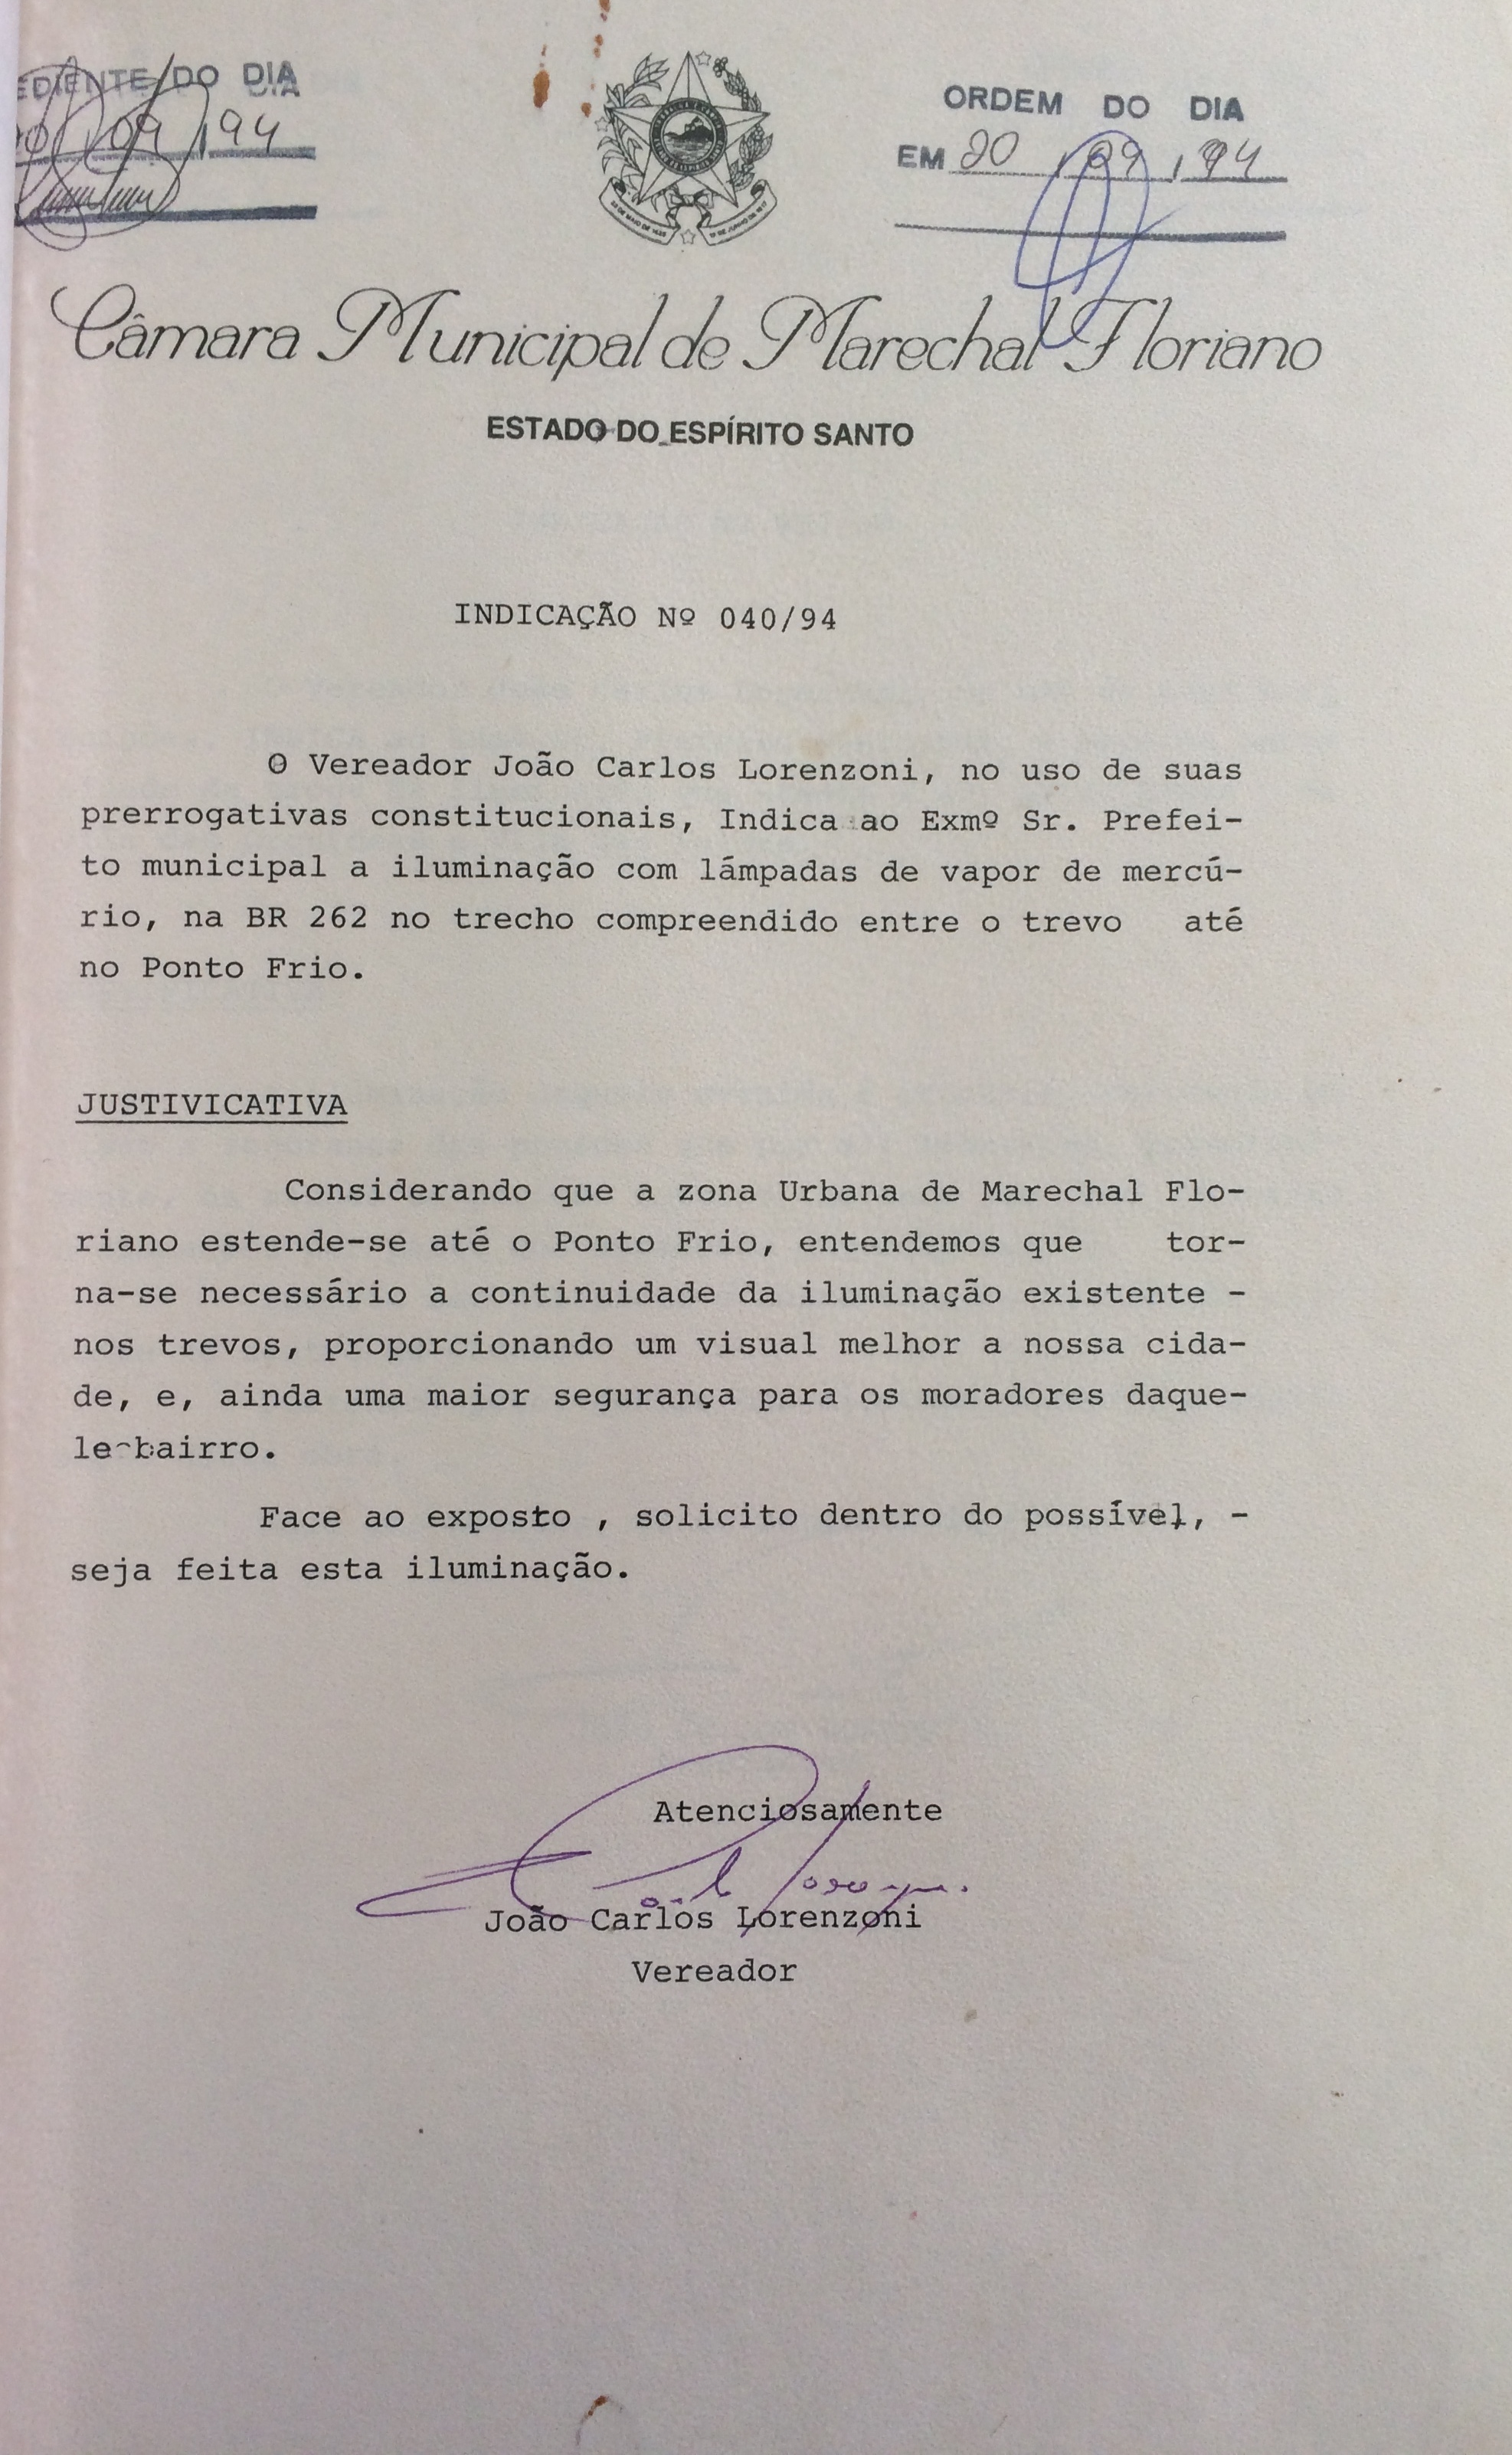 EDIENTE DO DIA
09 / 94
ORDEM DO DIA
EM 20 / 09 / 94
Câmara Municipal de Marechal Floriano
ESTADO DO ESPÍRITO SANTO
INDICAÇÃO Nº 040/94
O Vereador João Carlos Lorenzoni, no uso de suas
prerrogativas constitucionais, Indica ao Exmº Sr. Prefei-
to municipal a iluminação com lámpadas de vapor de mercú-
rio, na BR 262 no trecho compreendido entre o trevo até
no Ponto Frio.
JUSTIVICATIVA
Considerando que a zona Urbana de Marechal Flo-
riano estende-se até o Ponto Frio, entendemos que tor-
na-se necessário a continuidade da iluminação existente -
nos trevos, proporcionando um visual melhor a nossa cida-
de, e, ainda uma maior segurança para os moradores daque-
le bairro.
Face ao exposto , solicito dentro do possível, -
seja feita esta iluminação.
Atenciosamente
João Carlos Lorenzoni
Vereador